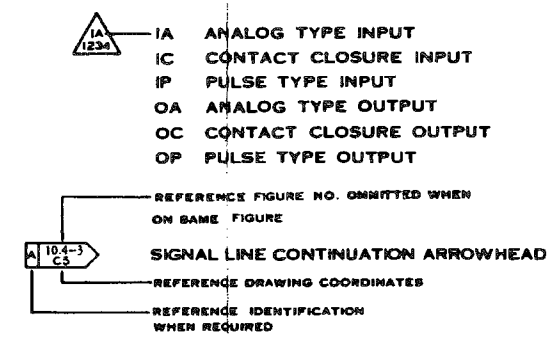 IA ANALOG TYPE INPUT
IA
1234
IC CONTACT CLOSURE INPUT
IP PULSE TYPE INPUT
OA ANALOG TYPE OUTPUT
OC CONTACT CLOSURE OUTPUT
OP PULSE TYPE OUTPUT
REFERENCE FIGURE NO. OMMITTED WHEN
ON SAME FIGURE
A 10.4-3
C5
SIGNAL LINE CONTINUATION ARROWHEAD
REFERENCE DRAWING COORDINATES
REFERENCE IDENTIFICATION
WHEN REQUIRED